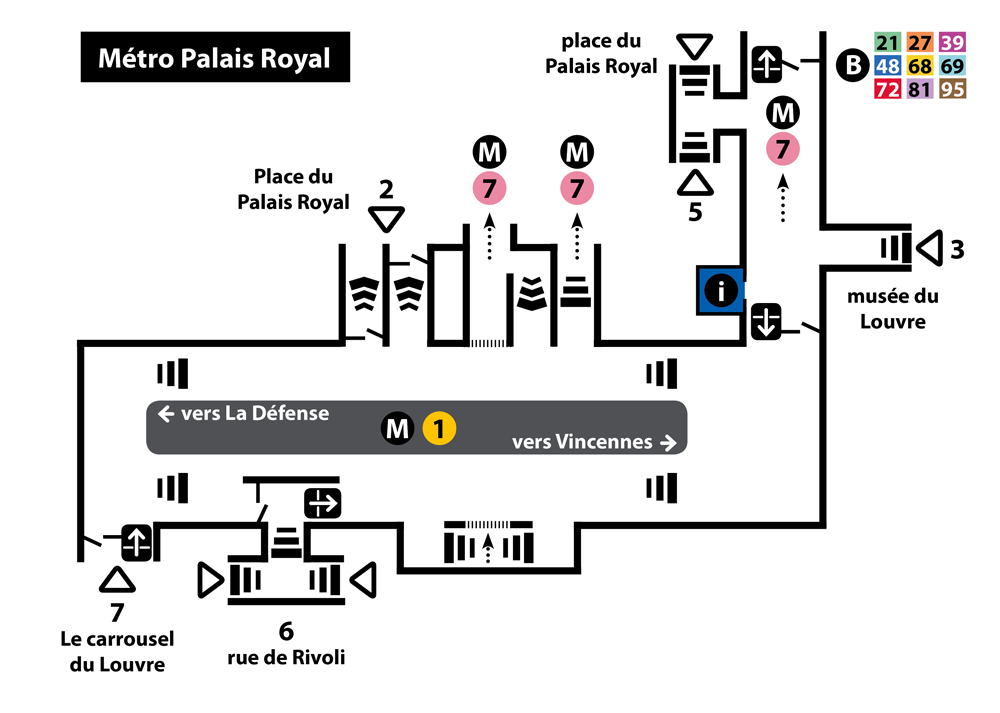 Métro Palais Royal
place du
Palais Royal
B
21 27 39
48 68 69
72 81 95
M
7
M
7
M
7
Place du
Palais Royal
2
5
3
i
musée du
Louvre
← vers La Défense
M 1
vers Vincennes →
7
Le carrousel
du Louvre
6
rue de Rivoli